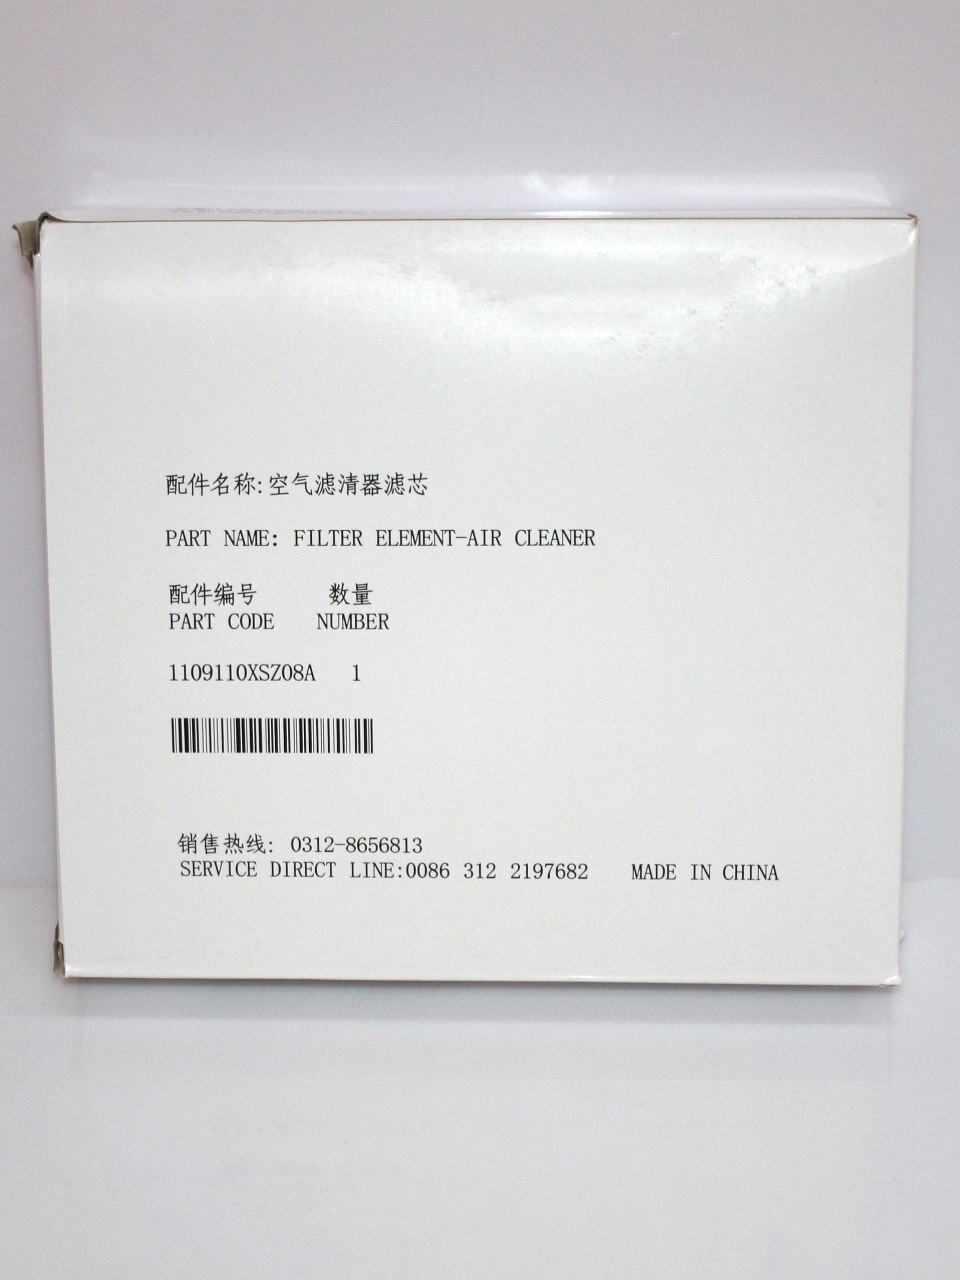 配件名称: 空气滤清器滤芯
PART NAME: FILTER ELEMENT-AIR CLEANER
配件编号 数量
PART CODE NUMBER
1109110XSZ08A 1
销售热线: 0312-8656813
SERVICE DIRECT LINE:0086 312 2197682 MADE IN CHINA